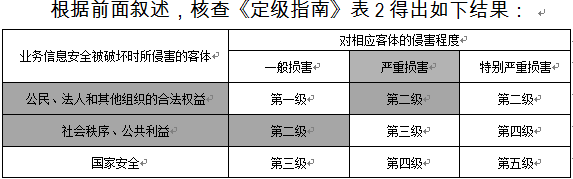 根据前面叙述，核查《定级指南》表2得出如下结果：
业务信息安全被破坏时所侵害的客体
对相应客体的侵害程度
一般损害 严重损害 特别严重损害
公民、法人和其他组织的合法权益 第一级 第二级 第二级
社会秩序、公共利益 第二级 第三级 第四级
国家安全 第三级 第四级 第五级